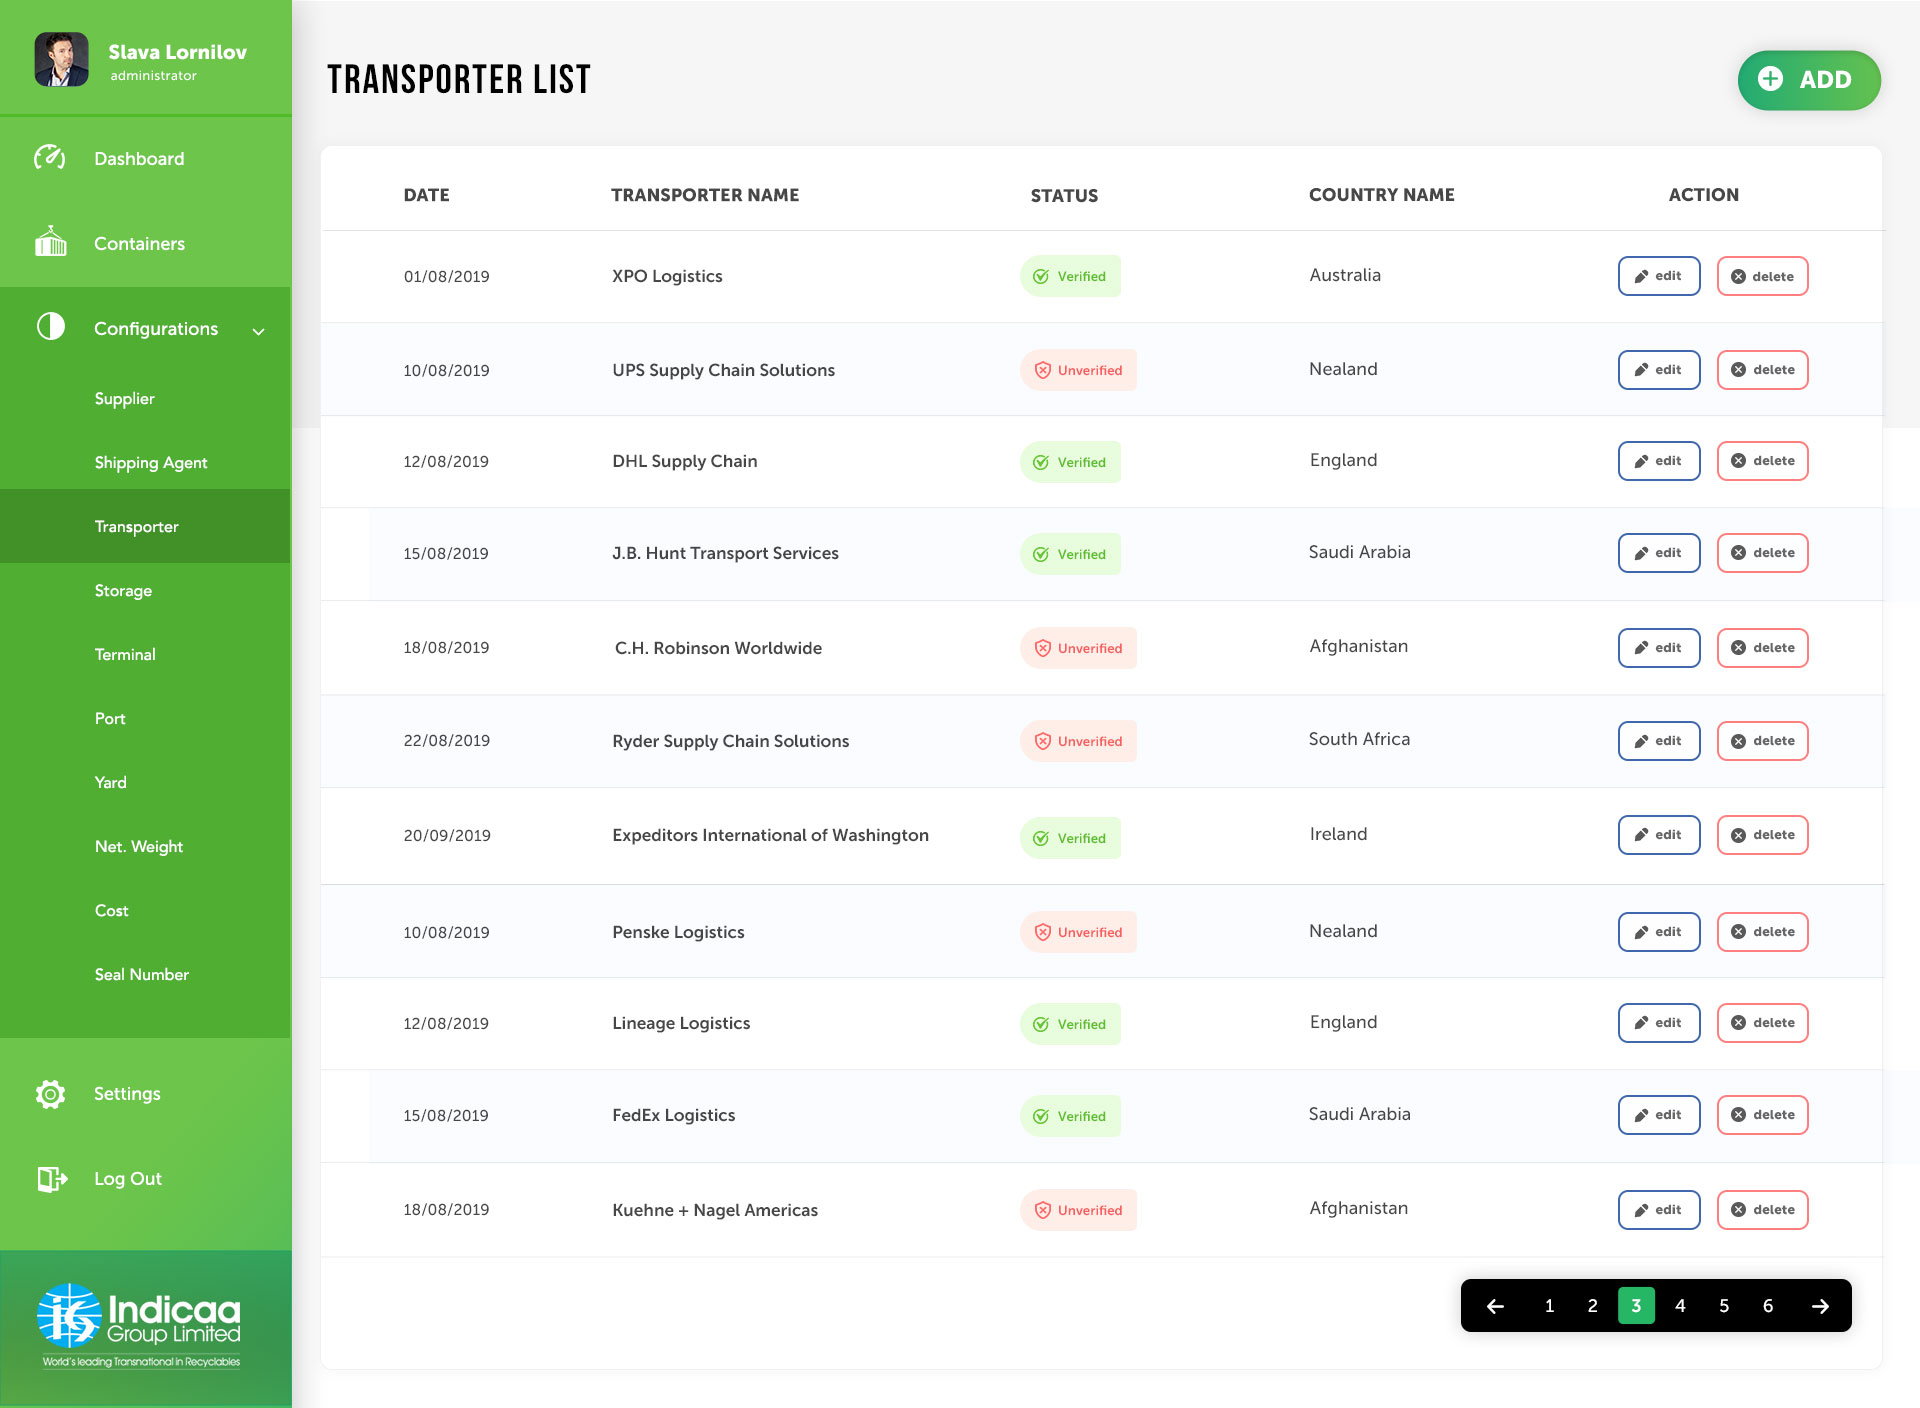 Slava Lornilov
administrator
Dashboard
Containers
Configurations
Supplier
Shipping Agent
Transporter
Storage
Terminal
Port
Yard
Net. Weight
Cost
Seal Number
Settings
Log Out
iks Indicaa
Group Limited
World's leading Transnational in Recyclables
TRANSPORTER LIST
ADD
DATE TRANSPORTER NAME STATUS COUNTRY NAME ACTION
01/08/2019 XPO Logistics Verified Australia edit delete
10/08/2019 UPS Supply Chain Solutions Unverified Nealand edit delete
12/08/2019 DHL Supply Chain Verified England edit delete
15/08/2019 J.B. Hunt Transport Services Verified Saudi Arabia edit delete
18/08/2019 C.H. Robinson Worldwide Unverified Afghanistan edit delete
22/08/2019 Ryder Supply Chain Solutions Unverified South Africa edit delete
20/09/2019 Expeditors International of Washington Verified Ireland edit delete
10/08/2019 Penske Logistics Unverified Nealand edit delete
12/08/2019 Lineage Logistics Verified England edit delete
15/08/2019 FedEx Logistics Verified Saudi Arabia edit delete
18/08/2019 Kuehne + Nagel Americas Unverified Afghanistan edit delete
1 2 3 4 5 6